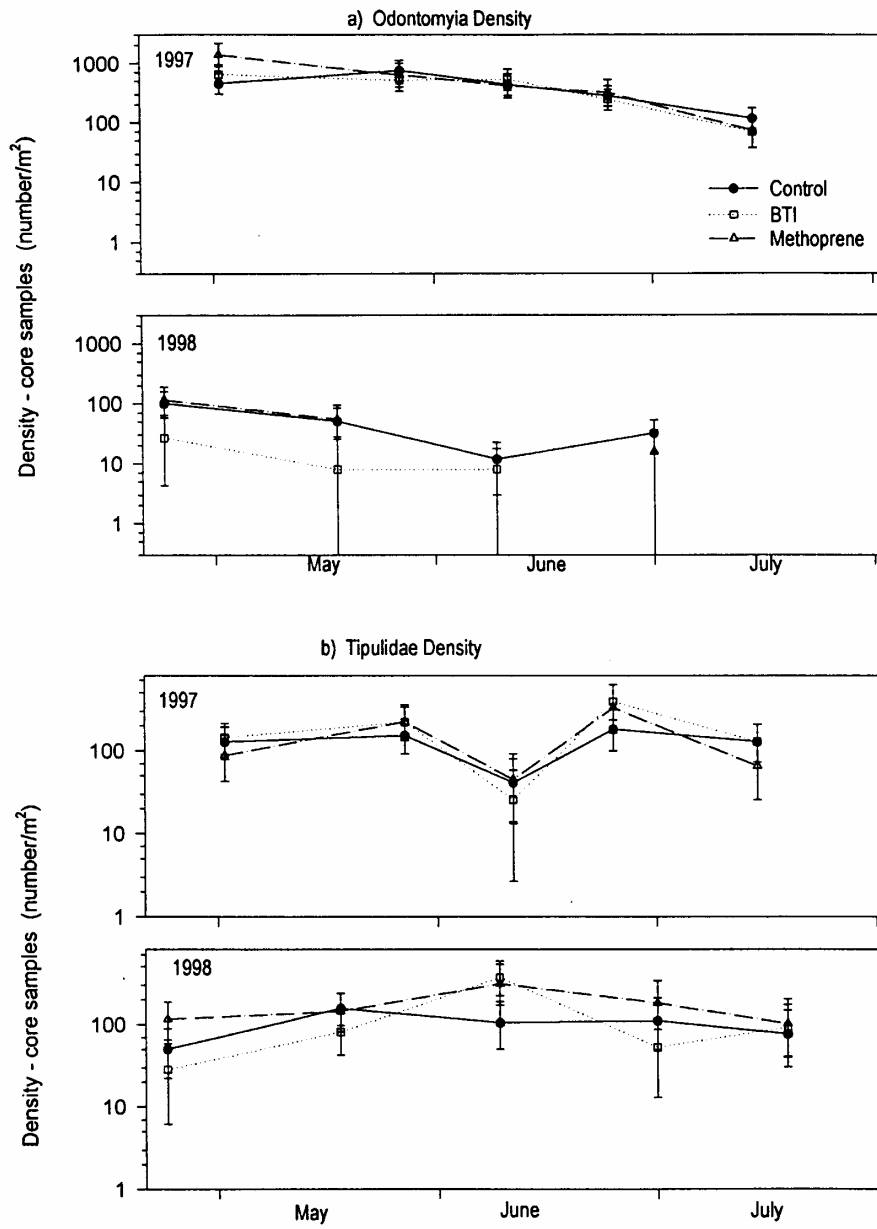 a) Odontomyia Density
1997
1000
100
10
1
Control
BTI
Methoprene
1998
1000
100
10
1
May June July
Density - core samples (number/m²)
b) Tipulidae Density
1997
100
10
1
1998
100
10
1
May June July
Density - core samples (number/m²)